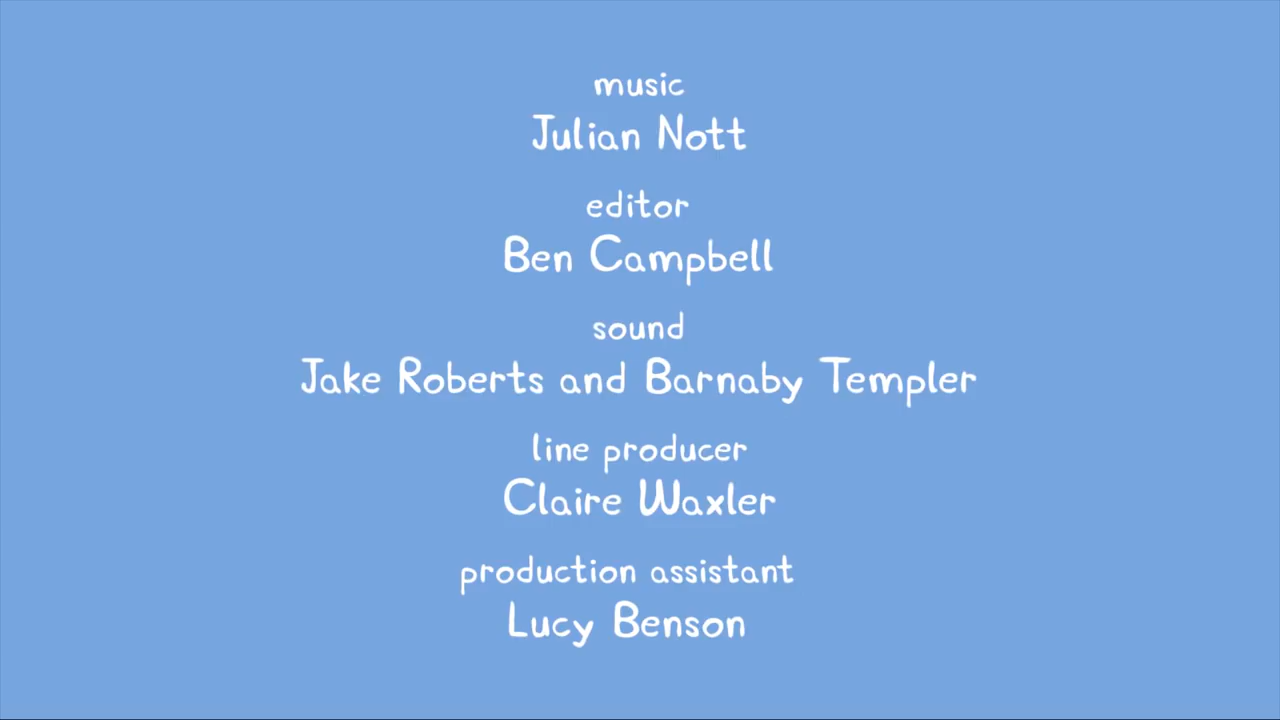 music
Julian Nott
editor
Ben Campbell
sound
Jake Roberts and Barnaby Templer
line producer
Claire Waxler
production assistant
Lucy Benson